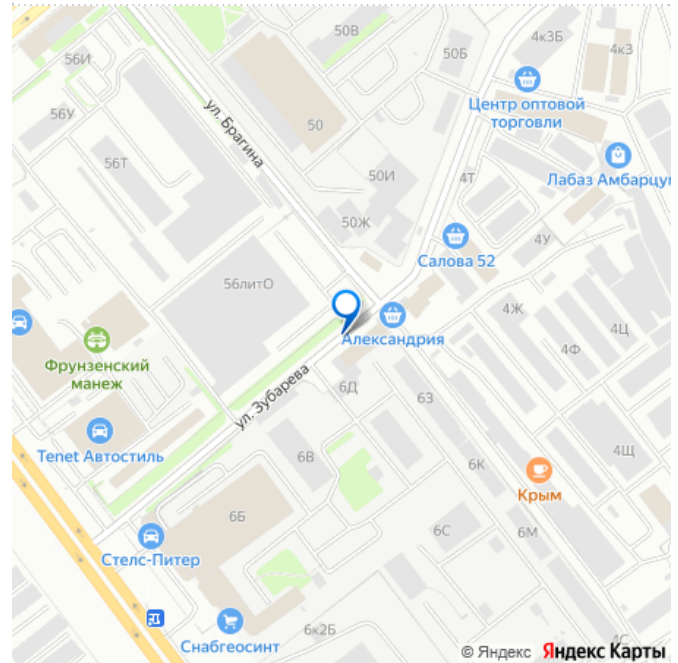 50В
4к3Б
4к3
56И
50Б
Центр оптовой
торговли
56У
ул. Брагина
50
56Т
50И
4Т
Лабаз Амбарцу
50Ж
4У
Салова 52
56литО
4Ж
4Ц
Александрия
4Ф
Фрунзенский
манеж
ул. Зубарева
6Д
63
Tenet Автостиль
6В
6К
4Щ
Крым
6Б
6С
6М
Стелс-Питер
6к2Б
Снабгеосинт
4С
© Яндекс Яндекс Карты